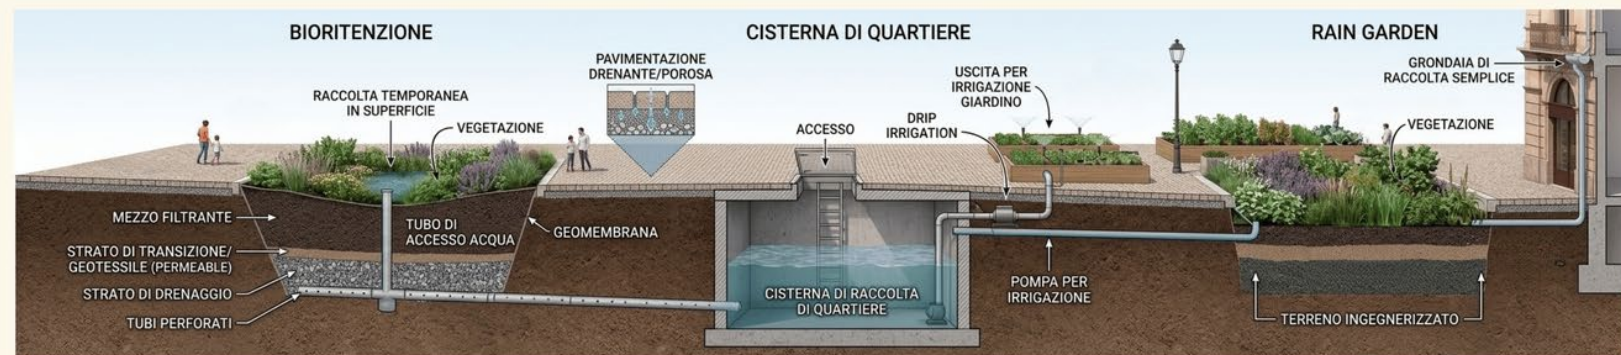 BIORITENZIONE
RACCOLTA TEMPORANEA
IN SUPERFICIE
VEGETAZIONE
MEZZO FILTRANTE
STRATO DI TRANSIZIONE/
GEOTESSILE (PERMEABLE)
STRATO DI DRENAGGIO
TUBI PERFORATI
TUBO DI
ACCESSO ACQUA
GEOMEMBRANA
PAVIMENTAZIONE
DRENANTE/POROSA
CISTERNA DI QUARTIERE
ACCESSO
USCITA PER
IRRIGAZIONE
GIARDINO
DRIP
IRRIGATION
CISTERNA DI RACCOLTA
DI QUARTIERE
POMPA PER
IRRIGAZIONE
RAIN GARDEN
GRONDAIA DI
RACCOLTA SEMPLICE
VEGETAZIONE
TERRENO INGEGNERIZZATO